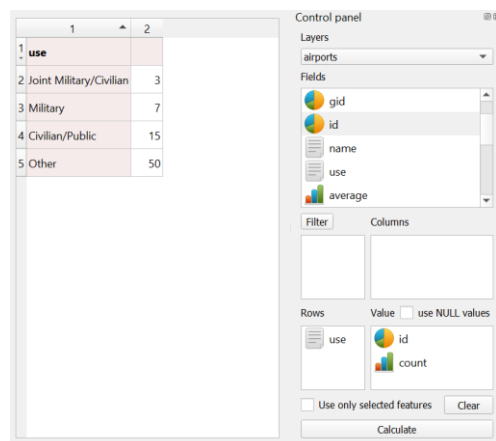 1 2
1 use
2 Joint Military/Civilian 3
3 Military 7
4 Civilian/Public 15
5 Other 50
Control panel
Layers
airports
Fields
gid
id
name
use
average
Filter Columns
Rows Value use NULL values
use id
count
Use only selected features Clear
Calculate